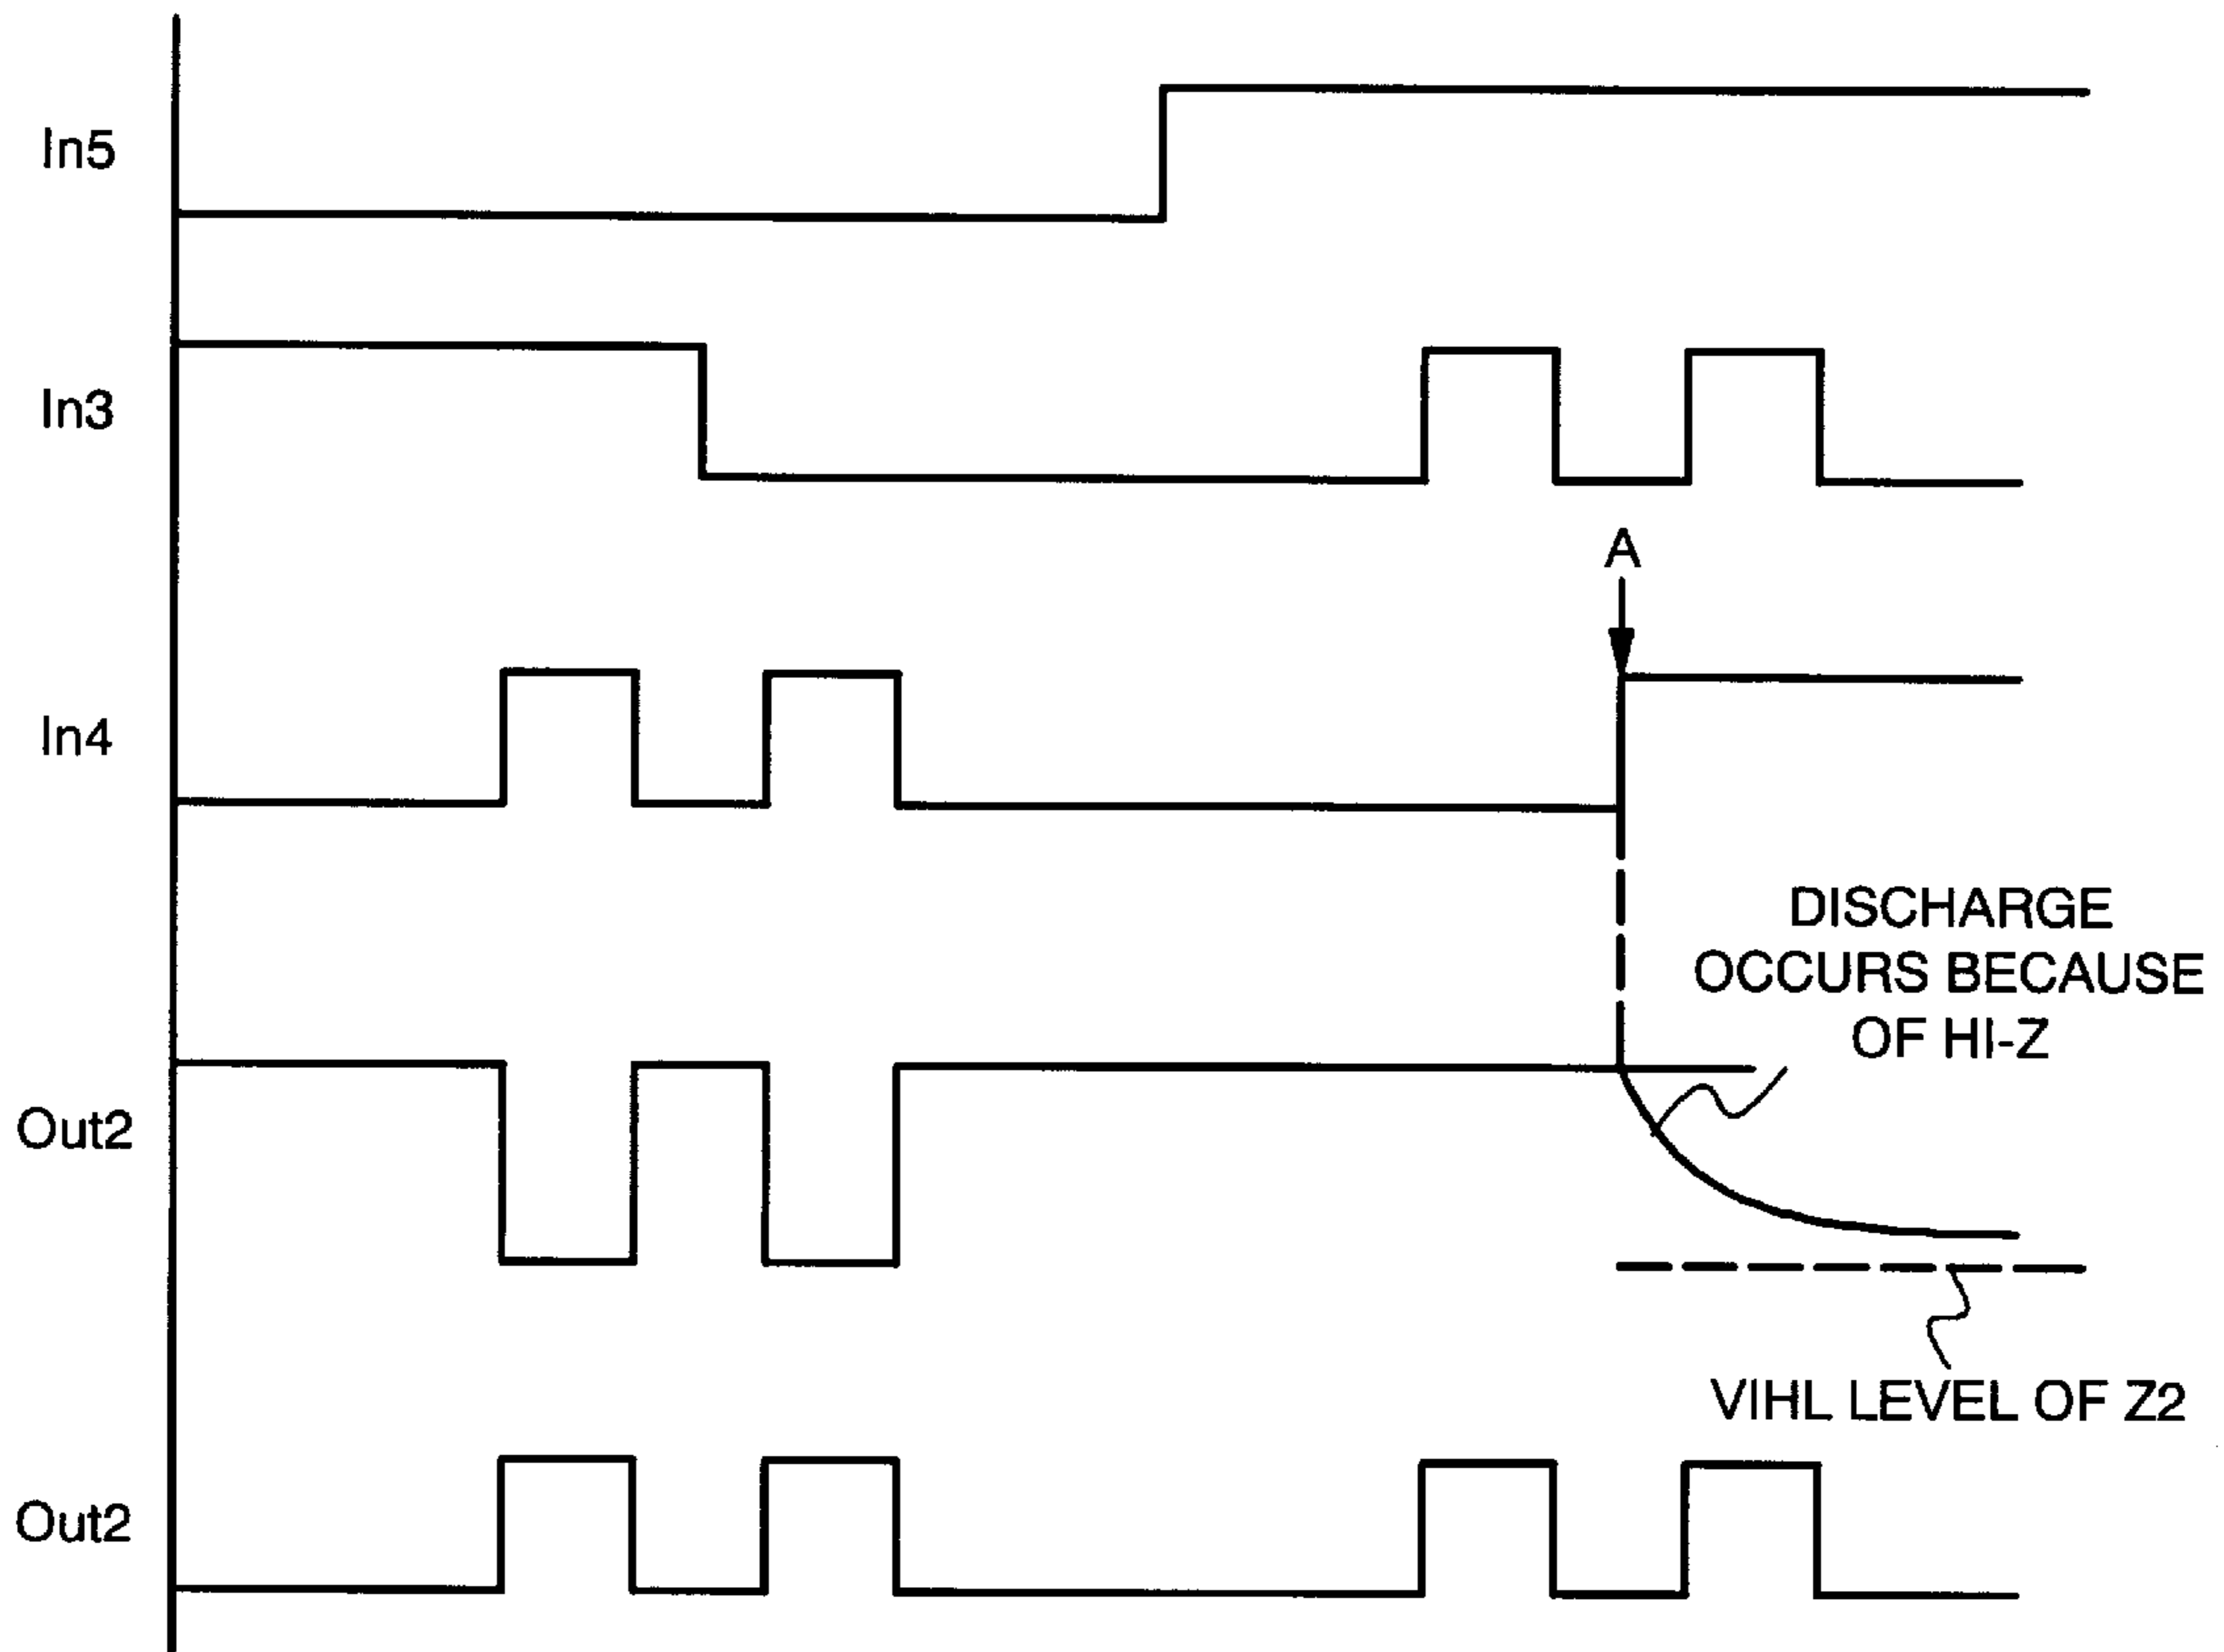 In5
In3
A
In4
DISCHARGE
OCCURS BECAUSE
OF HI-Z
Out2
VIHL LEVEL OF Z2
Out2